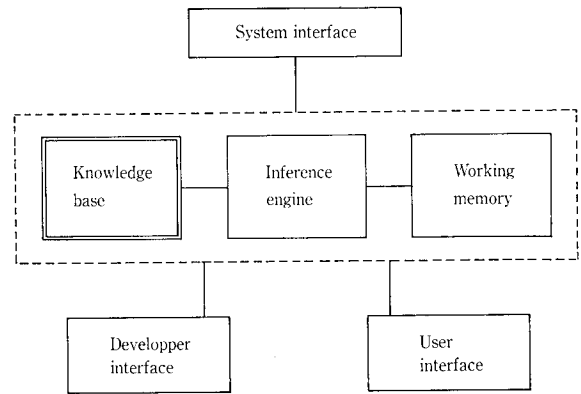 System interface
Knowledge
base
Inference
engine
Working
memory
Developper
interface
User
interface